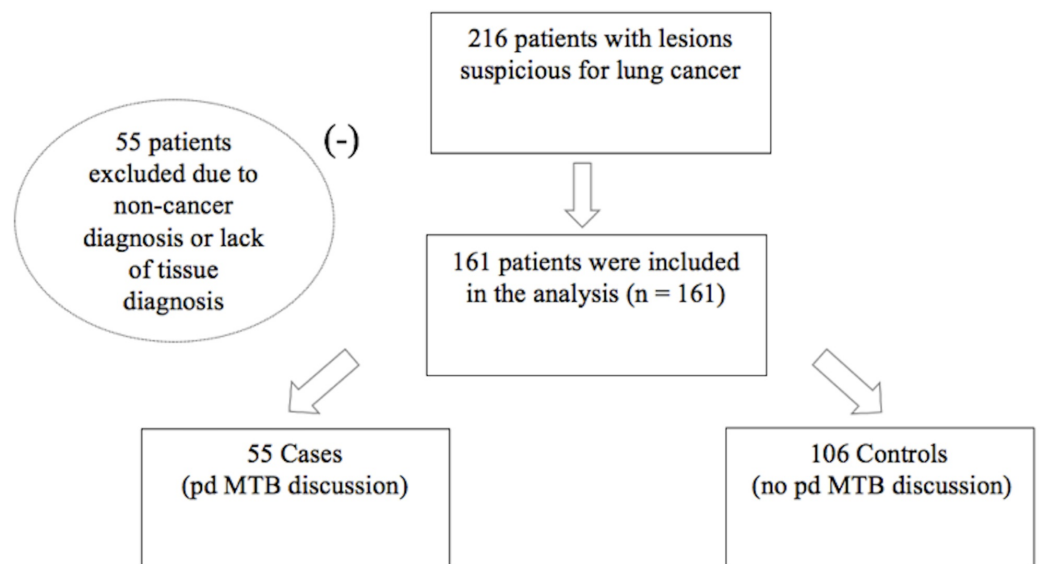 216 patients with lesions
suspicious for lung cancer
55 patients
excluded due to
non-cancer
diagnosis or lack
of tissue
diagnosis
(-)
161 patients were included
in the analysis (n = 161)
55 Cases
(pd MTB discussion)
106 Controls
(no pd MTB discussion)